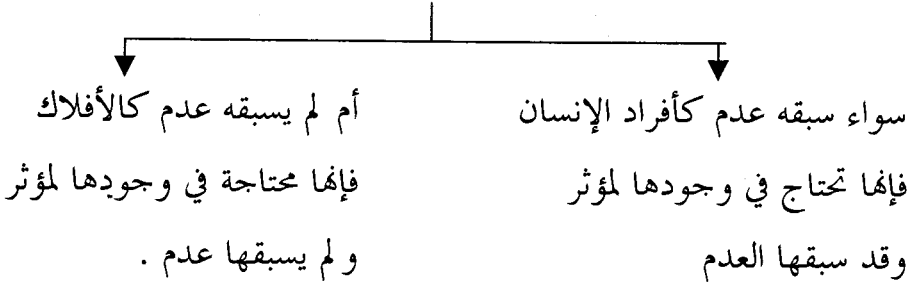 سواء سبقه عدم كأفراد الإنسان
فإنها تحتاج في وجودها لمؤثر
وقد سبقها العدم
أم لم يسبقه عدم كالأفلاك
فإنها محتاجة في وجودها لمؤثر
و لم يسبقها عدم .